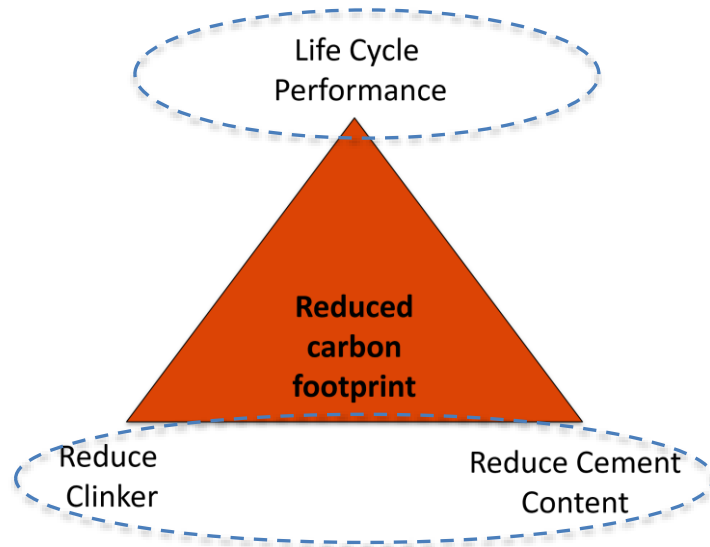 Life Cycle
Performance
Reduced
carbon
footprint
Reduce
Clinker
Reduce Cement
Content